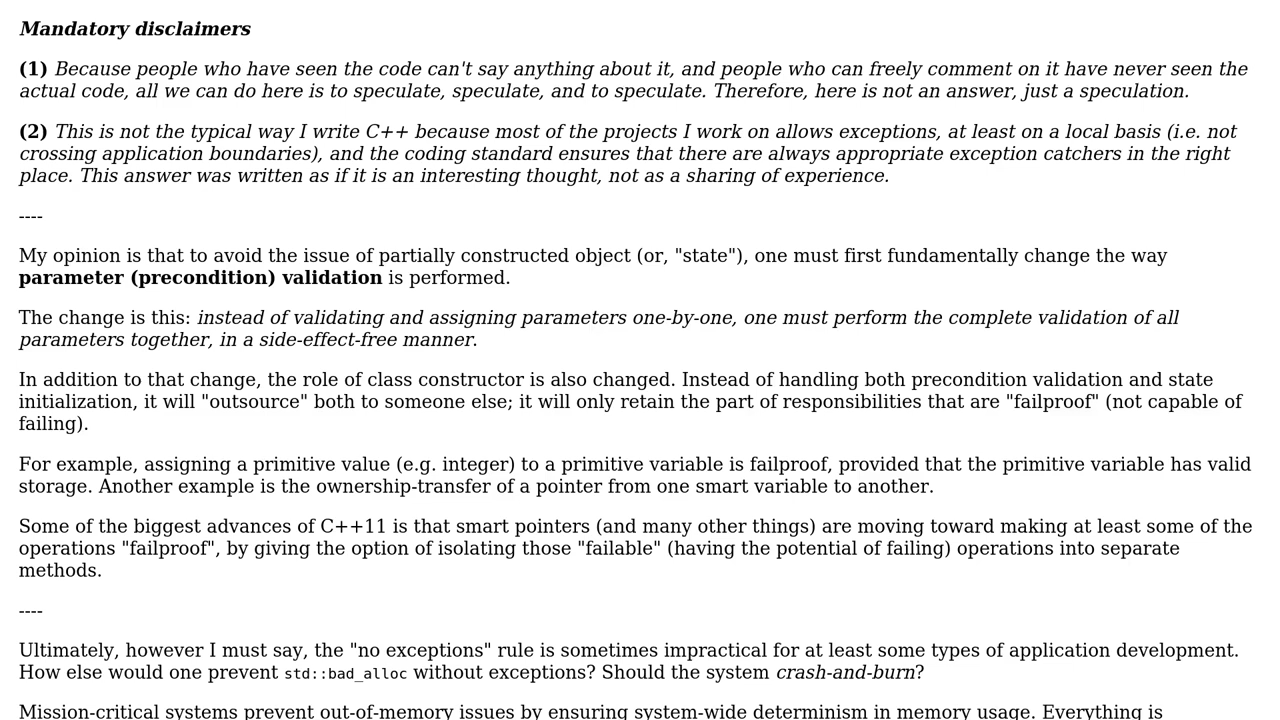 Mandatory disclaimers
(1) Because people who have seen the code can't say anything about it, and people who can freely comment on it have never seen the
actual code, all we can do here is to speculate, speculate, and to speculate. Therefore, here is not an answer, just a speculation.
(2) This is not the typical way I write C++ because most of the projects I work on allows exceptions, at least on a local basis (i.e. not
crossing application boundaries), and the coding standard ensures that there are always appropriate exception catchers in the right
place. This answer was written as if it is an interesting thought, not as a sharing of experience.
----
My opinion is that to avoid the issue of partially constructed object (or, "state"), one must first fundamentally change the way
parameter (precondition) validation is performed.
The change is this: instead of validating and assigning parameters one-by-one, one must perform the complete validation of all
parameters together, in a side-effect-free manner.
In addition to that change, the role of class constructor is also changed. Instead of handling both precondition validation and state
initialization, it will "outsource" both to someone else; it will only retain the part of responsibilities that are "failproof" (not capable of
failing).
For example, assigning a primitive value (e.g. integer) to a primitive variable is failproof, provided that the primitive variable has valid
storage. Another example is the ownership-transfer of a pointer from one smart variable to another.
Some of the biggest advances of C++11 is that smart pointers (and many other things) are moving toward making at least some of the
operations "failproof", by giving the option of isolating those "failable" (having the potential of failing) operations into separate
methods.
----
Ultimately, however I must say, the "no exceptions" rule is sometimes impractical for at least some types of application development.
How else would one prevent std::bad_alloc without exceptions? Should the system crash-and-burn?
Mission-critical systems prevent out-of-memory issues by ensuring system-wide determinism in memory usage. Everything is